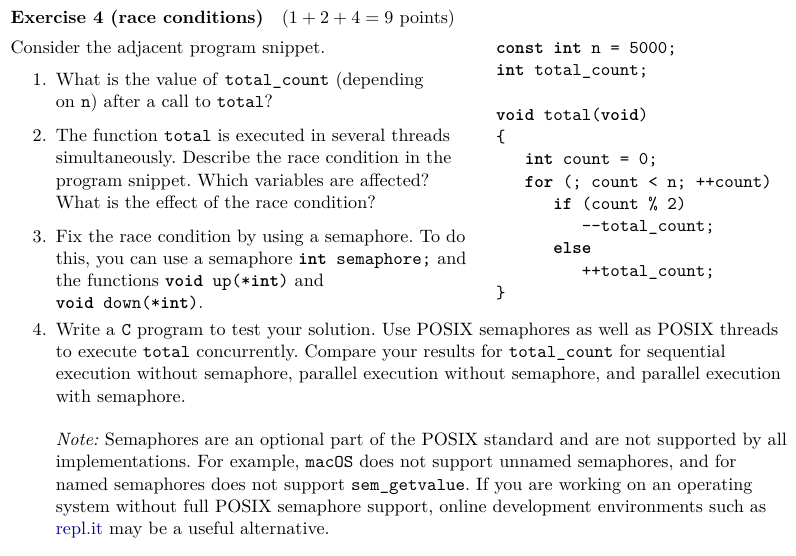 Exercise 4 (race conditions) (1 + 2 + 4 = 9 points)
Consider the adjacent program snippet.
1. What is the value of total_count (depending
on n) after a call to total?
2. The function total is executed in several threads
simultaneously. Describe the race condition in the
program snippet. Which variables are affected?
What is the effect of the race condition?
3. Fix the race condition by using a semaphore. To do
this, you can use a semaphore int semaphore; and
the functions void up(*int) and
void down(*int).
const int n = 5000;
int total_count;
void total(void)
{
int count = 0;
for (; count < n; ++count)
if (count % 2)
--total_count;
else
++total_count;
}
4. Write a C program to test your solution. Use POSIX semaphores as well as POSIX threads
to execute total concurrently. Compare your results for total_count for sequential
execution without semaphore, parallel execution without semaphore, and parallel execution
with semaphore.
Note: Semaphores are an optional part of the POSIX standard and are not supported by all
implementations. For example, macOS does not support unnamed semaphores, and for
named semaphores does not support sem_getvalue. If you are working on an operating
system without full POSIX semaphore support, online development environments such as
repl.it may be a useful alternative.